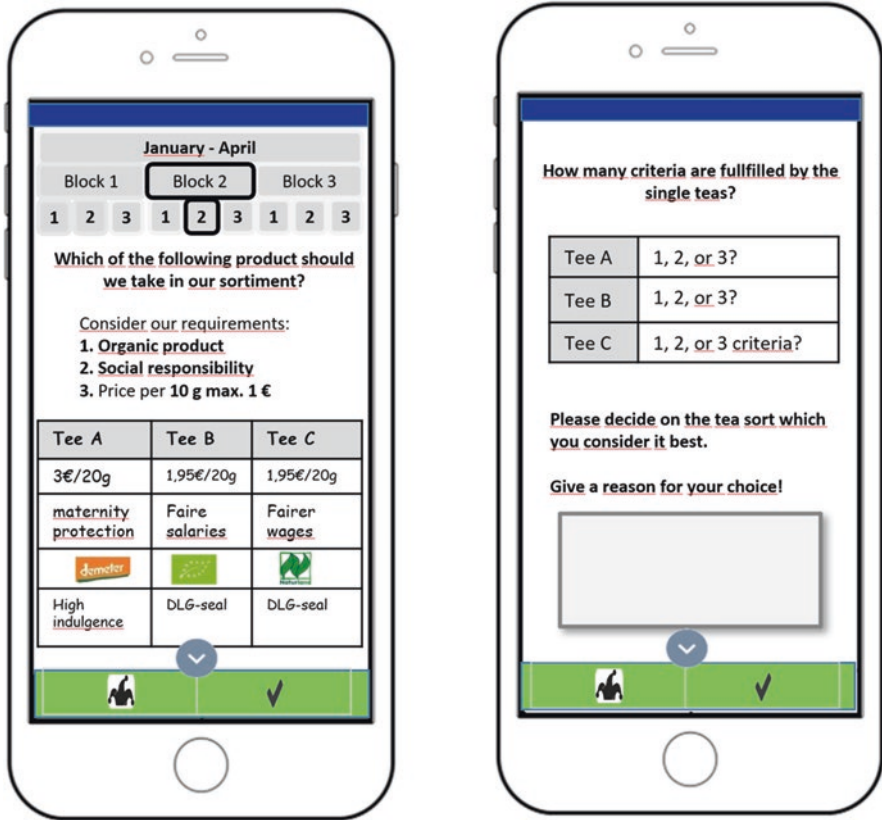 January - April
Block 1 Block 2 Block 3
1 2 3 1 2 3 1 2 3
Which of the following product should
we take in our sortiment?
Consider our requirements:
1. Organic product
2. Social responsibility
3. Price per 10 g max. 1 €
Tee A Tee B Tee C
3€/20g 1,95€/20g 1,95€/20g
maternity protection Faire salaries Fairer wages
demeter Naturland
High indulgence DLG-seal DLG-seal
How many criteria are fullfilled by the
single teas?
Tee A 1, 2, or 3?
Tee B 1, 2, or 3?
Tee C 1, 2, or 3 criteria?
Please decide on the tea sort which
you consider it best.
Give a reason for your choice!